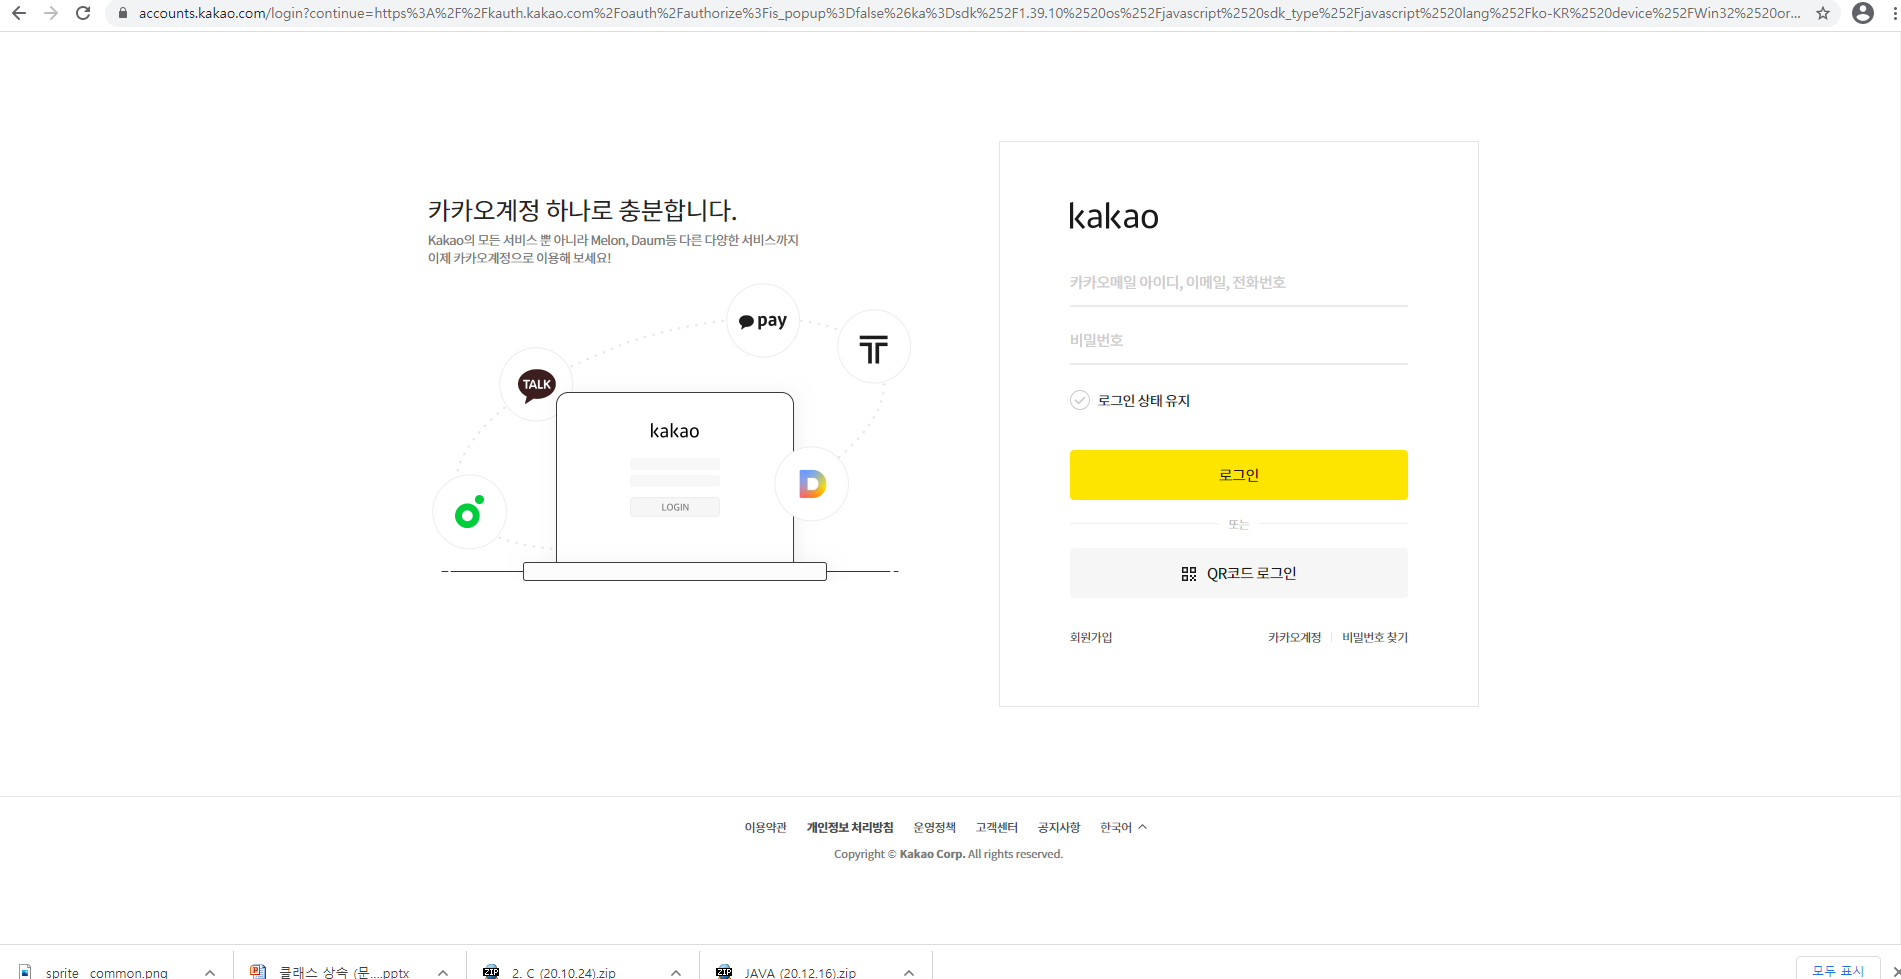 accounts.kakao.com/login?continue=https%3A%2F%2Fkauth.kakao.com%2Foauth%2Fauthorize%3Fis_popup%3Dfalse%26ka%3Dsdk%252F1.39.10%2520os%252Fjavascript%2520sdk_type%252Fjavascript%2520lang%252Fko-KR%2520device%252FWin32%2520or...
카카오계정 하나로 충분합니다.
Kakao의 모든 서비스 뿐 아니라 Melon, Daum등 다른 다양한 서비스까지
이제 카카오계정으로 이용해 보세요!
pay
TALK
kakao
LOGIN
kakao
카카오메일 아이디, 이메일, 전화번호
비밀번호
로그인 상태 유지
로그인
또는
QR코드 로그인
회원가입
카카오계정 | 비밀번호 찾기
이용약관 개인정보 처리방침 운영정책 고객센터 공지사항 한국어
Copyright © Kakao Corp. All rights reserved.
sprite_common.png 클래스 상속 (문....pptx ZIP 2. C (20.10.24).zip ZIP JAVA (20.12.16).zip 모두 표시